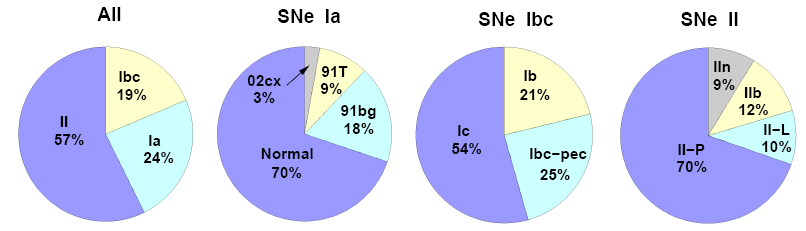 All
Ibc
19%
II
57%
Ia
24%
SNe Ia
02cx
3%
91T
9%
91bg
18%
Normal
70%
SNe Ibc
Ib
21%
Ic
54%
Ibc−pec
25%
SNe II
IIn
9%
IIb
12%
II−L
10%
II−P
70%